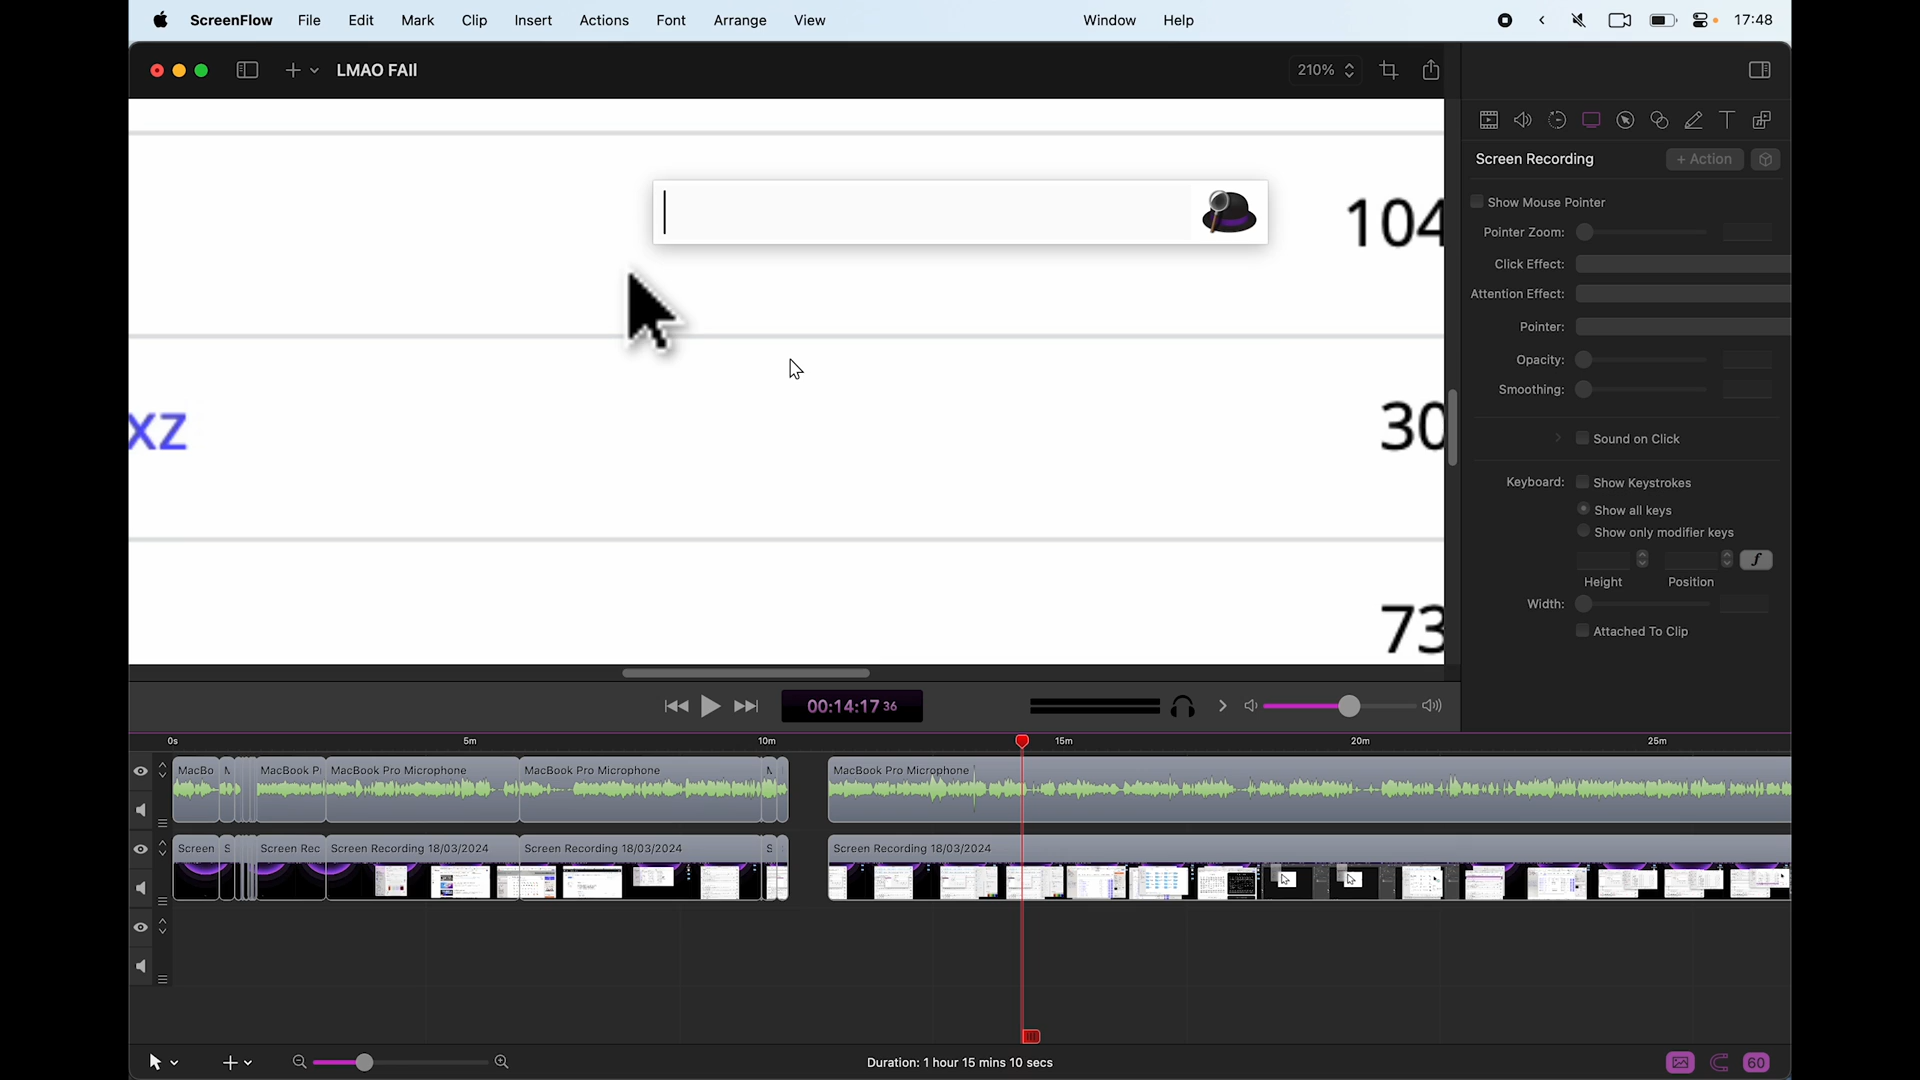 ScreenFlow File Edit Mark Clip Insert Actions Font Arrange View Window Help 17:48
LMAO FAIl 210%
Screen Recording + Action
104
Show Mouse Pointer
Pointer Zoom:
Click Effect:
Attention Effect:
Pointer:
Opacity:
Smoothing:
xz 30
Sound on Click
Keyboard: Show Keystrokes
Show all keys
Show only modifier keys
Height Position
Width:
73
Attached To Clip
00:14:17 36
0s 5m 10m 15m 20m 25m
MacBo MacBook P MacBook Pro Microphone MacBook Pro Microphone MacBook Pro Microphone
Screen S Screen Rec Screen Recording 18/03/2024 Screen Recording 18/03/2024 S Screen Recording 18/03/2024
Duration: 1 hour 15 mins 10 secs 60